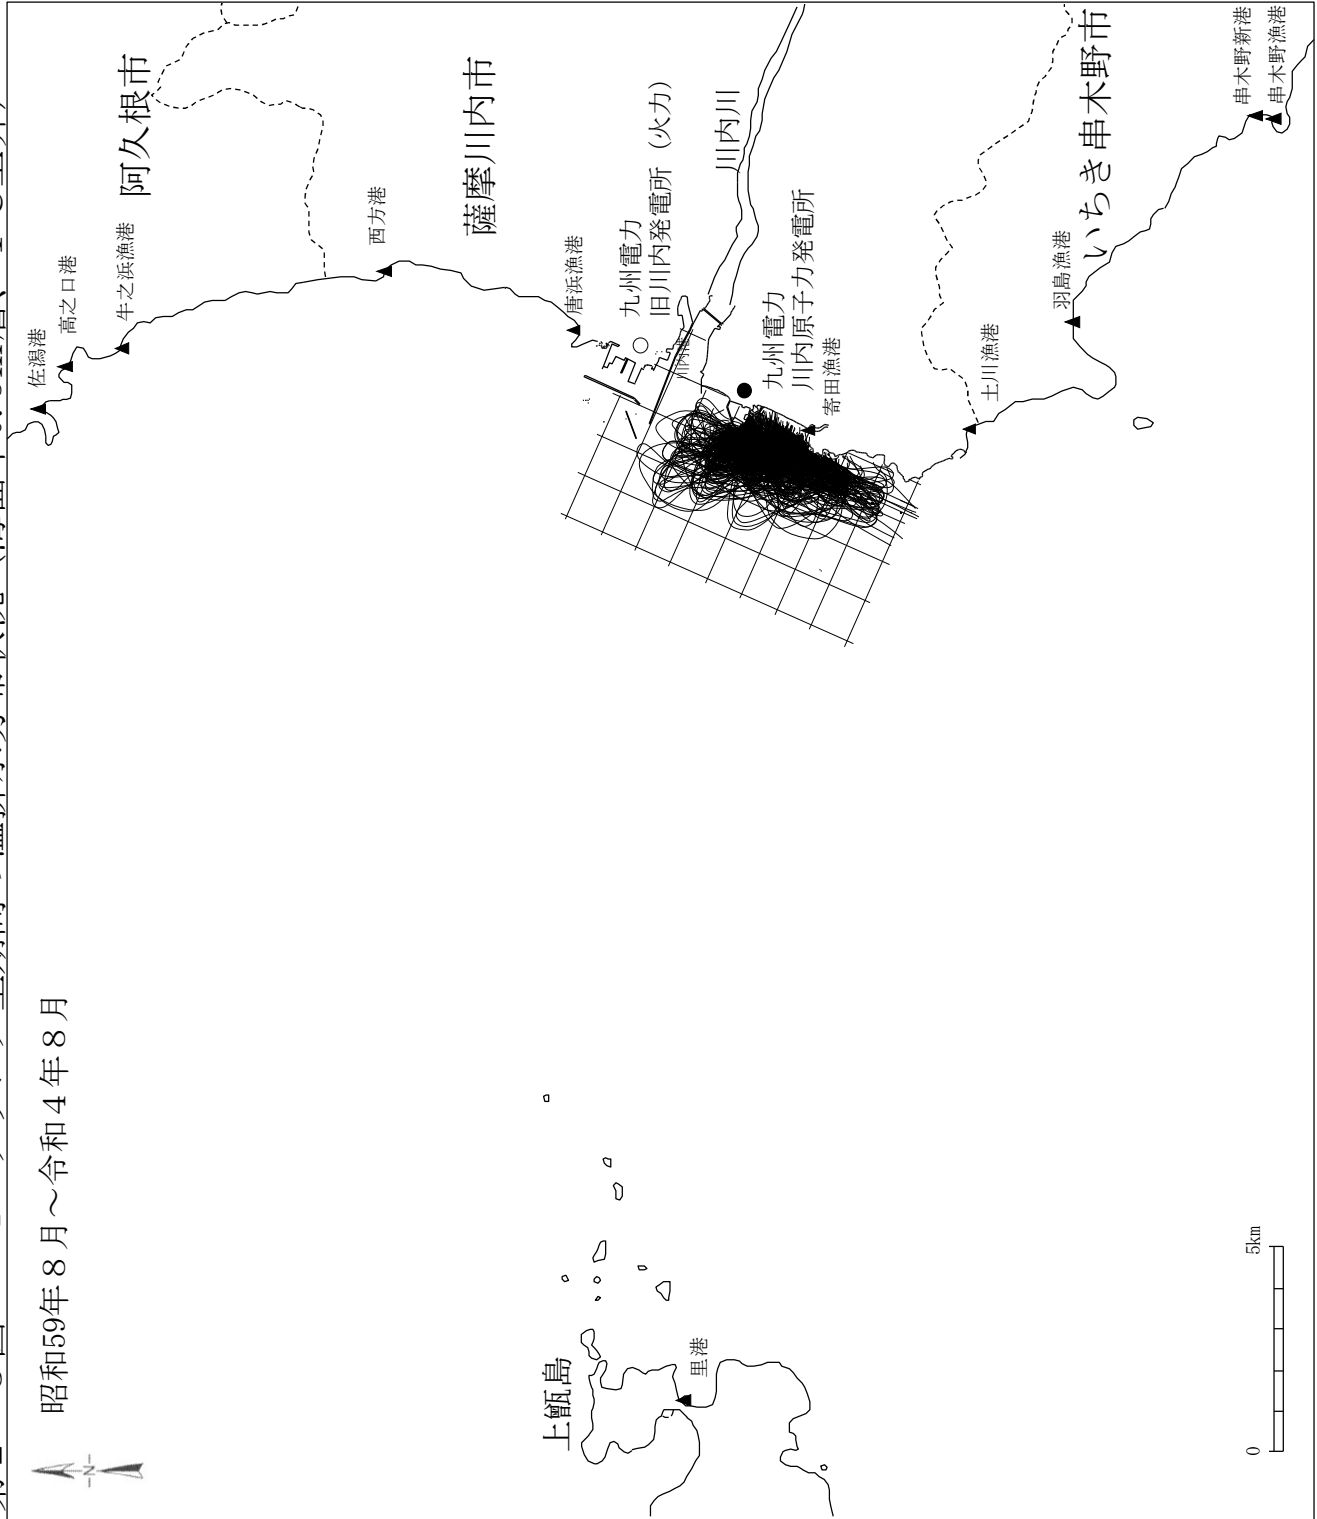 昭和59年８月～令和４年８月
N
佐潟港
高之口港
牛之浜漁港
阿久根市
西方港
薩摩川内市
唐浜漁港
九州電力
旧川内発電所（火力）
川内港
川内川
九州電力
川内原子力発電所
寄田漁港
土川漁港
羽島漁港
いちき串木野市
串木野新港
串木野漁港
上甑島
里港
0
5km